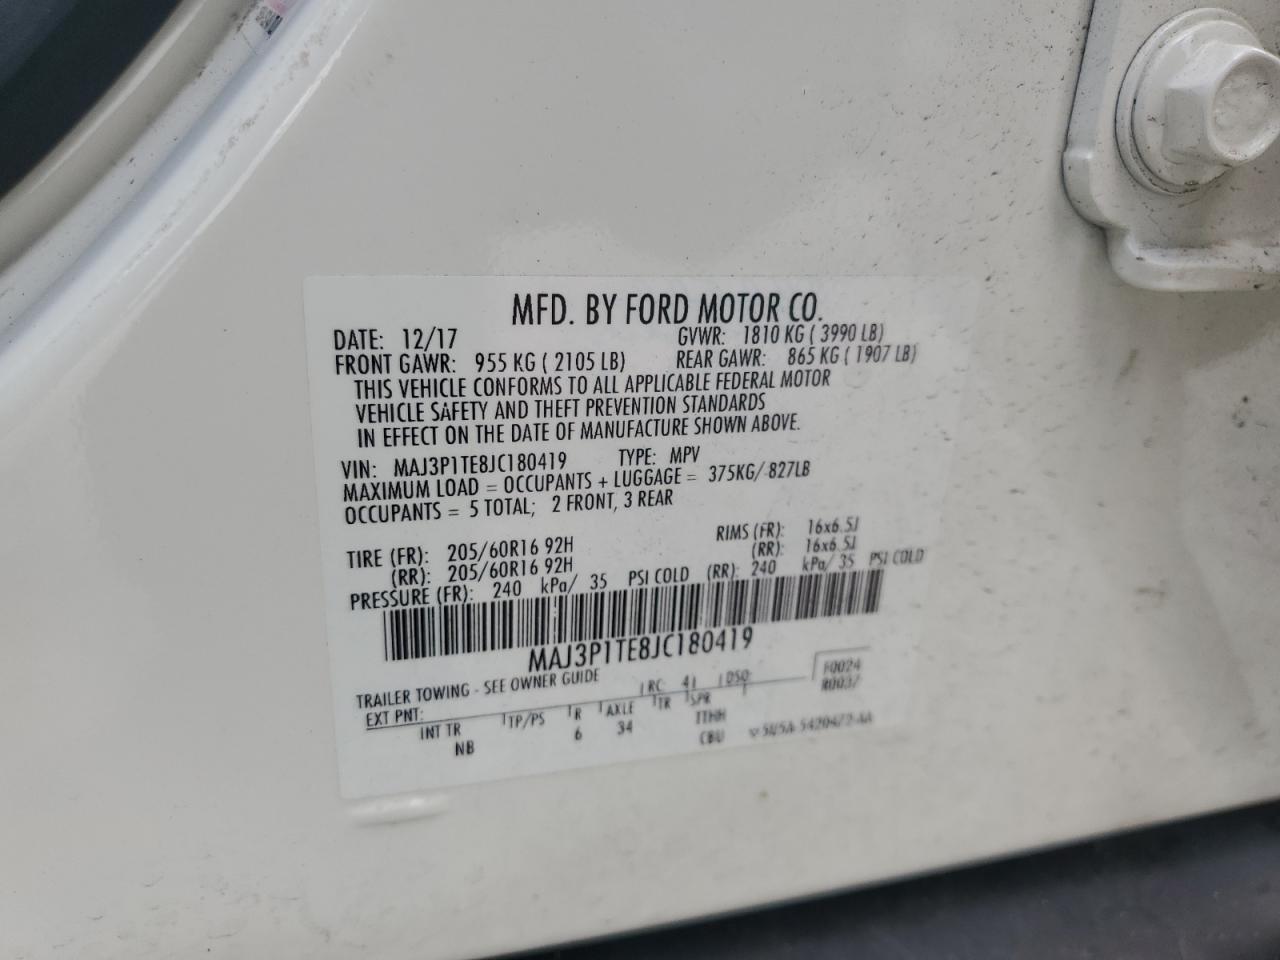 MFD. BY FORD MOTOR CO.
DATE: 12/17 GVWR: 1810 KG ( 3990 LB)
FRONT GAWR: 955 KG ( 2105 LB) REAR GAWR: 865 KG ( 1907 LB)
THIS VEHICLE CONFORMS TO ALL APPLICABLE FEDERAL MOTOR
VEHICLE SAFETY AND THEFT PREVENTION STANDARDS
IN EFFECT ON THE DATE OF MANUFACTURE SHOWN ABOVE.
VIN: MAJ3P1TE8JC180419 TYPE: MPV
MAXIMUM LOAD = OCCUPANTS + LUGGAGE = 375KG/ 827LB
OCCUPANTS = 5 TOTAL; 2 FRONT, 3 REAR
TIRE (FR): 205/60R16 92H RIMS (FR): 16x6.5J
(RR): 205/60R16 92H (RR): 16x6.5J
PRESSURE (FR): 240 kPa/ 35 PSI COLD (RR): 240 kPa/ 35 PSI COLD
MAJ3P1TE8JC180419
TRAILER TOWING - SEE OWNER GUIDE
EXT PNT: RC: 41 DSO: F0024
R0037
INT TR TP/PS R AXLE TR SPR
NB 6 34 TTHH
CBU